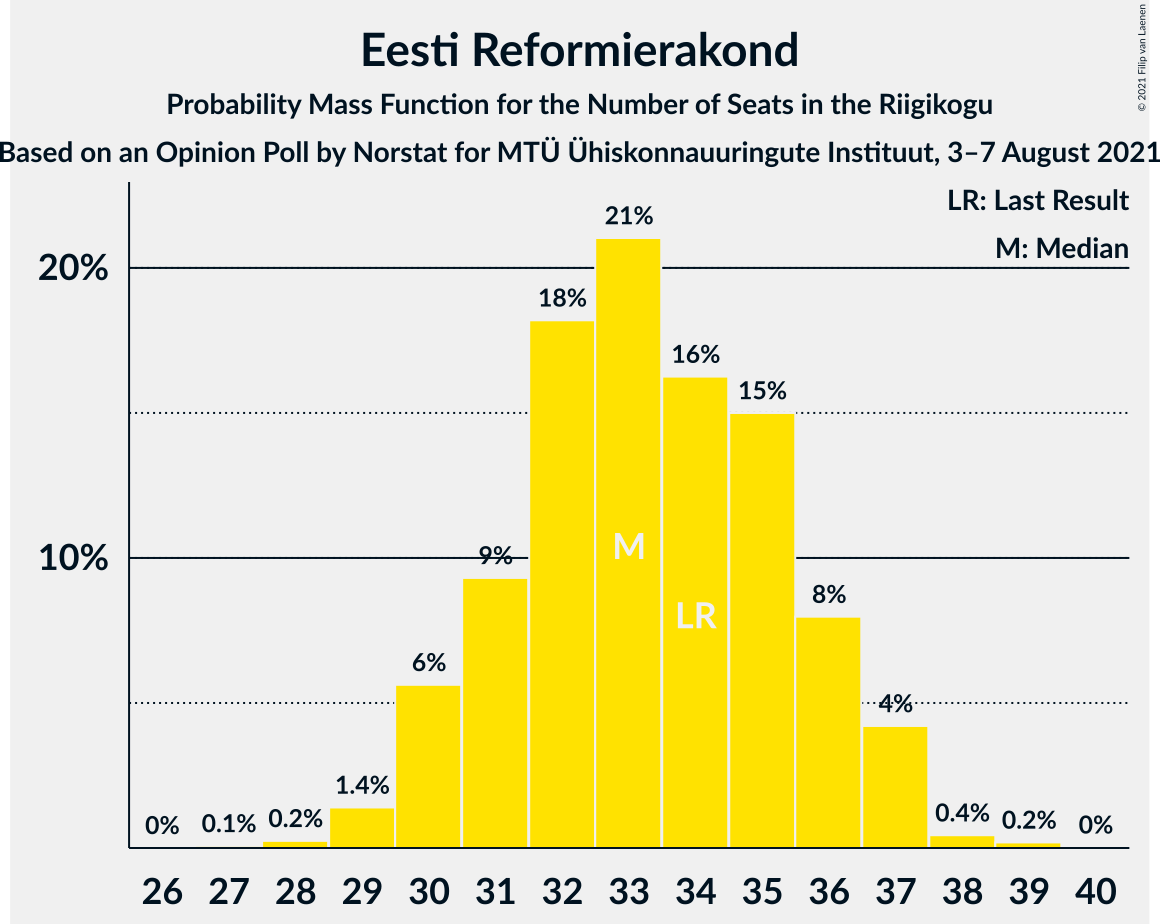 Eesti Reformierakond
Probability Mass Function for the Number of Seats in the Riigikogu
Based on an Opinion Poll by Norstat for MTÜ Ühiskonnauuringute Instituut, 3–7 August 2021
© 2021 Filip van Laenen
LR: Last Result
M: Median
20%
10%
0%
0.1%
0.2%
1.4%
6%
9%
18%
21%
16%
15%
8%
4%
0.4%
0.2%
0%
M
LR
26 27 28 29 30 31 32 33 34 35 36 37 38 39 40